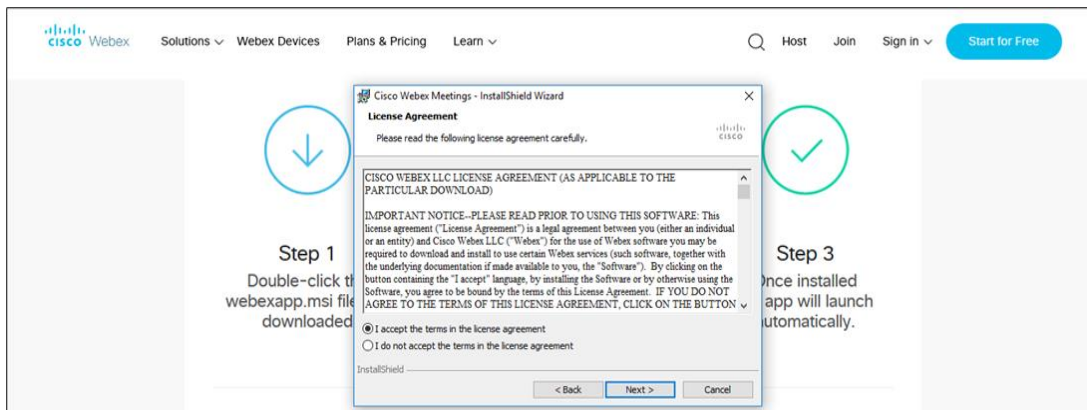 CISCO Webex Solutions Webex Devices Plans & Pricing Learn Host Join Sign in Start for Free
Cisco Webex Meetings - InstallShield Wizard
License Agreement
Please read the following license agreement carefully.
CISCO
CISCO WEBEX LLC LICENSE AGREEMENT (AS APPLICABLE TO THE
PARTICULAR DOWNLOAD)
IMPORTANT NOTICE--PLEASE READ PRIOR TO USING THIS SOFTWARE: This
license agreement ("License Agreement") is a legal agreement between you (either an individual
or an entity) and Cisco Webex LLC ("Webex") for the use of Webex software you may be
required to download and install to use certain Webex services (such software, together with
the underlying documentation if made available to you, the "Software"). By clicking on the
button containing the "I accept" language, by installing the Software or by otherwise using the
Software, you agree to be bound by the terms of this License Agreement. IF YOU DO NOT
AGREE TO THE TERMS OF THIS LICENSE AGREEMENT, CLICK ON THE BUTTON
I accept the terms in the license agreement
I do not accept the terms in the license agreement
InstallShield
< Back Next > Cancel
Step 1
Double-click
webexapp.msi
downloaded
Step 3
installed
app will launch
automatically.